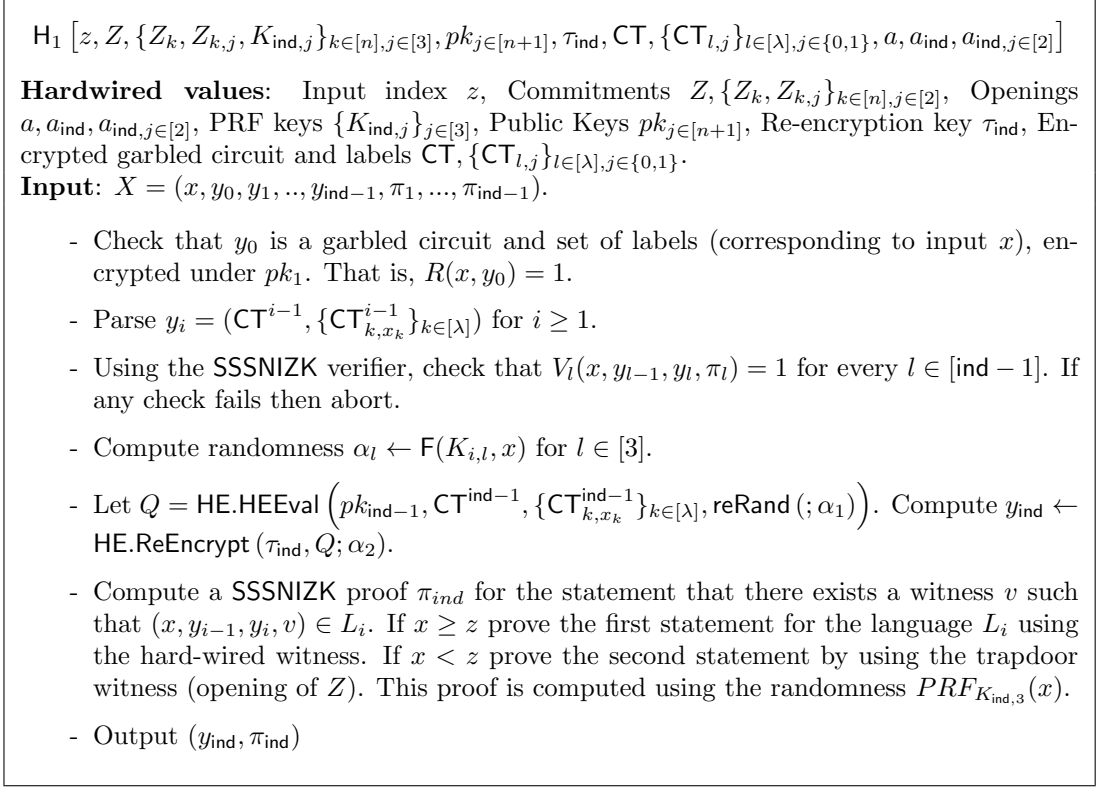 H₁ [z, Z, {Z_k, Z_{k,j}, K_{ind,j}}_{k∈[n],j∈[3]}, pk_{j∈[n+1]}, τ_ind, CT, {CT_{l,j}}_{l∈[λ],j∈{0,1}}, a, a_ind, a_{ind,j∈[2]}]
Hardwired values: Input index z, Commitments Z, {Z_k, Z_{k,j}}_{k∈[n],j∈[2]}, Openings
a, a_ind, a_{ind,j∈[2]}, PRF keys {K_{ind,j}}_{j∈[3]}, Public Keys pk_{j∈[n+1]}, Re-encryption key τ_ind, En-
crypted garbled circuit and labels CT, {CT_{l,j}}_{l∈[λ],j∈{0,1}}.
Input: X = (x, y_0, y_1, .., y_{ind−1}, π_1, ..., π_{ind−1}).
- Check that y_0 is a garbled circuit and set of labels (corresponding to input x), en-
crypted under pk_1. That is, R(x, y_0) = 1.
- Parse y_i = (CT^{i−1}, {CT^{i−1}_{k,x_k}}_{k∈[λ]}) for i ≥ 1.
- Using the SSSNIZK verifier, check that V_l(x, y_{l−1}, y_l, π_l) = 1 for every l ∈ [ind − 1]. If
any check fails then abort.
- Compute randomness α_l ← F(K_{i,l}, x) for l ∈ [3].
- Let Q = HE.HEEval (pk_{ind−1}, CT^{ind−1}, {CT^{ind−1}_{k,x_k}}_{k∈[λ]}, reRand (; α_1)). Compute y_ind ←
HE.ReEncrypt (τ_ind, Q; α_2).
- Compute a SSSNIZK proof π_{ind} for the statement that there exists a witness v such
that (x, y_{i−1}, y_i, v) ∈ L_i. If x ≥ z prove the first statement for the language L_i using
the hard-wired witness. If x < z prove the second statement by using the trapdoor
witness (opening of Z). This proof is computed using the randomness PRF_{K_{ind,3}}(x).
- Output (y_ind, π_ind)